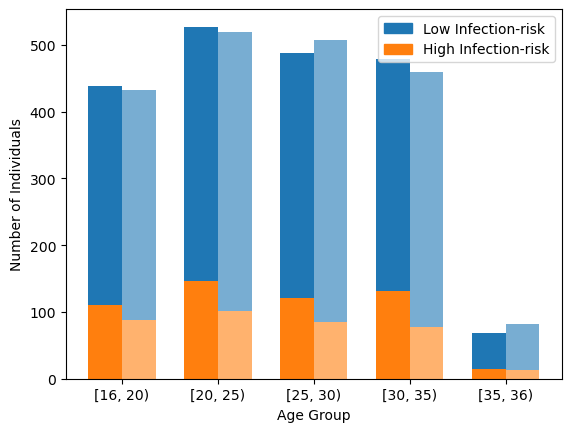 Low Infection-risk
High Infection-risk
500
400
300
200
100
0
Number of Individuals
[16, 20) [20, 25) [25, 30) [30, 35) [35, 36)
Age Group